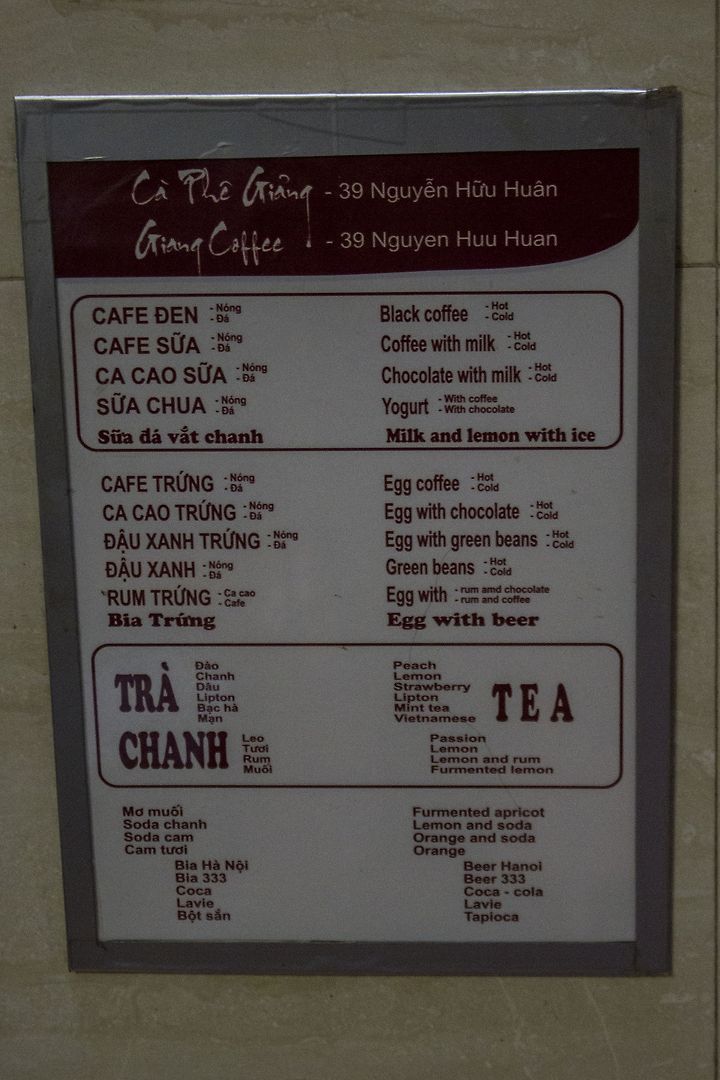 Cà Phê Giảng - 39 Nguyễn Hữu Huân
Giang Coffee - 39 Nguyen Huu Huan
CAFE ĐEN - Nóng - Đá Black coffee - Hot - Cold
CAFE SỮA - Nóng - Đá Coffee with milk - Hot - Cold
CA CAO SỮA - Nóng - Đá Chocolate with milk - Hot - Cold
SỮA CHUA - Nóng - Đá Yogurt - With coffee - With chocolate
Sữa đá vắt chanh Milk and lemon with ice
CAFE TRỨNG - Nóng - Đá Egg coffee - Hot - Cold
CA CAO TRỨNG - Nóng - Đá Egg with chocolate - Hot - Cold
ĐẬU XANH TRỨNG - Nóng - Đá Egg with green beans - Hot - Cold
ĐẬU XANH - Nóng - Đá Green beans - Hot - Cold
RUM TRỨNG - Ca cao - Cafe Egg with - rum amd chocolate - rum and coffee
Bia Trứng Egg with beer
TRÀ
Đào
Chanh
Dâu
Lipton
Bạc hà
Mạn
Peach
Lemon
Strawberry
Lipton
Mint tea
Vietnamese
TEA
CHANH
Leo
Tươi
Rum
Muối
Passion
Lemon
Lemon and rum
Furmented lemon
Mơ muối Furmented apricot
Soda chanh Lemon and soda
Soda cam Orange and soda
Cam tươi Orange
Bia Hà Nội Beer Hanoi
Bia 333 Beer 333
Coca Coca - cola
Lavie Lavie
Bột sắn Tapioca